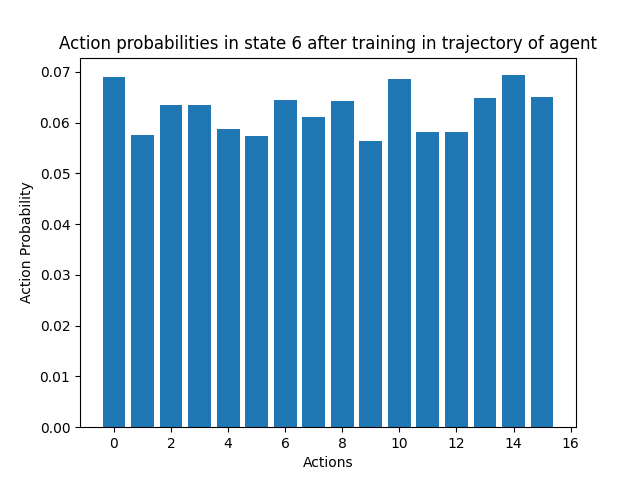 Action probabilities in state 6 after training in trajectory of agent
0.07
0.06
0.05
0.04
0.03
0.02
0.01
0.00
Action Probability
0 2 4 6 8 10 12 14 16
Actions